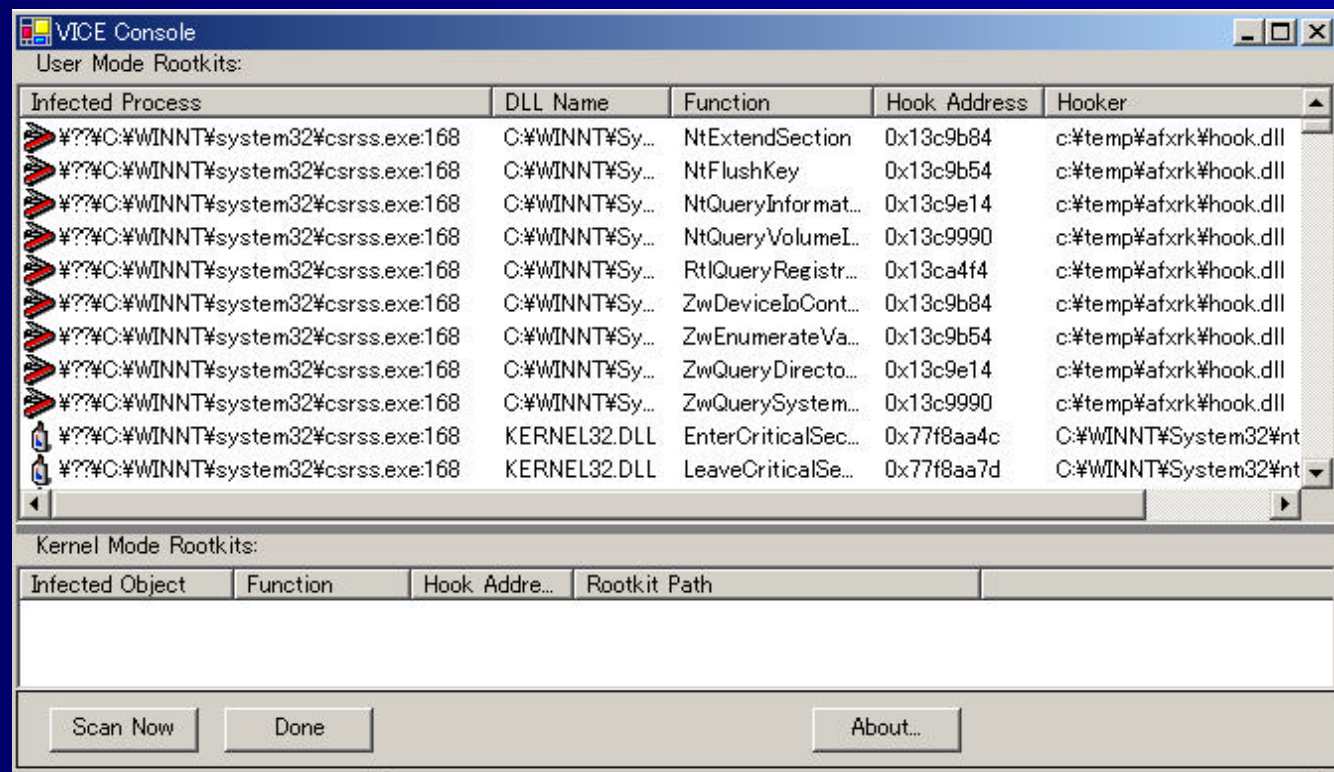 VICE Console
User Mode Rootkits:
Infected Process DLL Name Function Hook Address Hooker
¥??¥C:¥WINNT¥system32¥csrss.exe:168 C:¥WINNT¥Sy... NtExtendSection 0x13c9b84 c:¥temp¥afxrk¥hook.dll
¥??¥C:¥WINNT¥system32¥csrss.exe:168 C:¥WINNT¥Sy... NtFlushKey 0x13c9b54 c:¥temp¥afxrk¥hook.dll
¥??¥C:¥WINNT¥system32¥csrss.exe:168 C:¥WINNT¥Sy... NtQueryInformat... 0x13c9e14 c:¥temp¥afxrk¥hook.dll
¥??¥C:¥WINNT¥system32¥csrss.exe:168 C:¥WINNT¥Sy... NtQueryVolumeI... 0x13c9990 c:¥temp¥afxrk¥hook.dll
¥??¥C:¥WINNT¥system32¥csrss.exe:168 C:¥WINNT¥Sy... RtlQueryRegistr... 0x13ca4f4 c:¥temp¥afxrk¥hook.dll
¥??¥C:¥WINNT¥system32¥csrss.exe:168 C:¥WINNT¥Sy... ZwDeviceIoCont... 0x13c9b84 c:¥temp¥afxrk¥hook.dll
¥??¥C:¥WINNT¥system32¥csrss.exe:168 C:¥WINNT¥Sy... ZwEnumerateVa... 0x13c9b54 c:¥temp¥afxrk¥hook.dll
¥??¥C:¥WINNT¥system32¥csrss.exe:168 C:¥WINNT¥Sy... ZwQueryDirecto... 0x13c9e14 c:¥temp¥afxrk¥hook.dll
¥??¥C:¥WINNT¥system32¥csrss.exe:168 C:¥WINNT¥Sy... ZwQuerySystem... 0x13c9990 c:¥temp¥afxrk¥hook.dll
¥??¥C:¥WINNT¥system32¥csrss.exe:168 KERNEL32.DLL EnterCriticalSec... 0x77f8aa4c C:¥WINNT¥System32¥nt
¥??¥C:¥WINNT¥system32¥csrss.exe:168 KERNEL32.DLL LeaveCriticalSe... 0x77f8aa7d C:¥WINNT¥System32¥nt
Kernel Mode Rootkits:
Infected Object Function Hook Addre... Rootkit Path
Scan Now Done About...